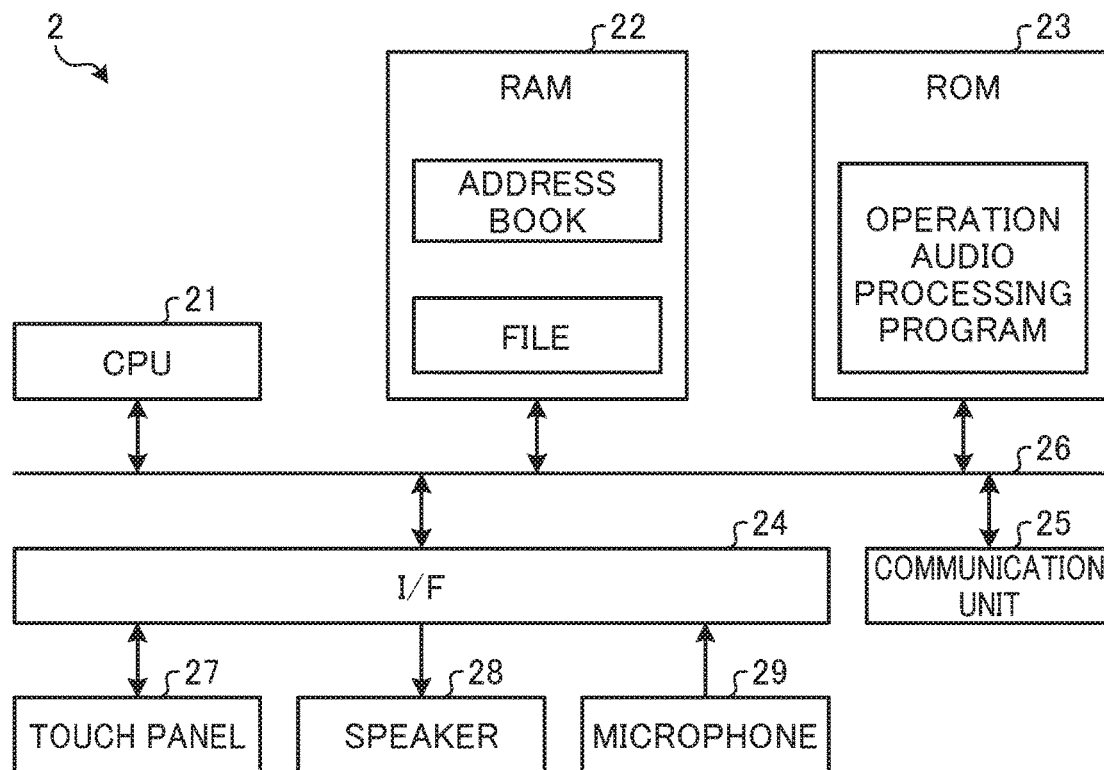 2
22
23
RAM
ROM
ADDRESS
BOOK
OPERATION
AUDIO
PROCESSING
PROGRAM
FILE
21
CPU
26
24
25
I/F
COMMUNICATION
UNIT
27
28
29
TOUCH PANEL
SPEAKER
MICROPHONE